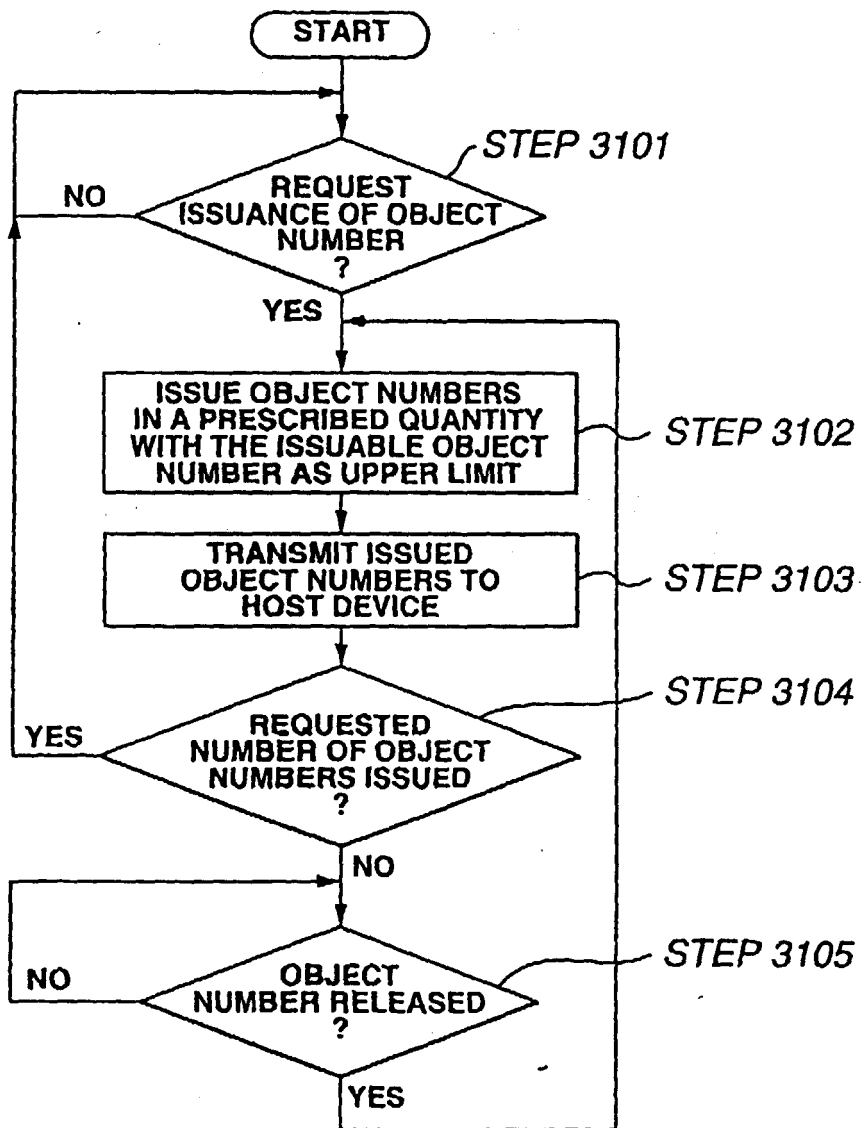 START
STEP 3101
NO
REQUEST
ISSUANCE OF OBJECT
NUMBER
?
YES
ISSUE OBJECT NUMBERS
IN A PRESCRIBED QUANTITY
WITH THE ISSUABLE OBJECT
NUMBER AS UPPER LIMIT
STEP 3102
TRANSMIT ISSUED
OBJECT NUMBERS TO
HOST DEVICE
STEP 3103
STEP 3104
YES
REQUESTED
NUMBER OF OBJECT
NUMBERS ISSUED
?
NO
STEP 3105
NO
OBJECT
NUMBER RELEASED
?
YES